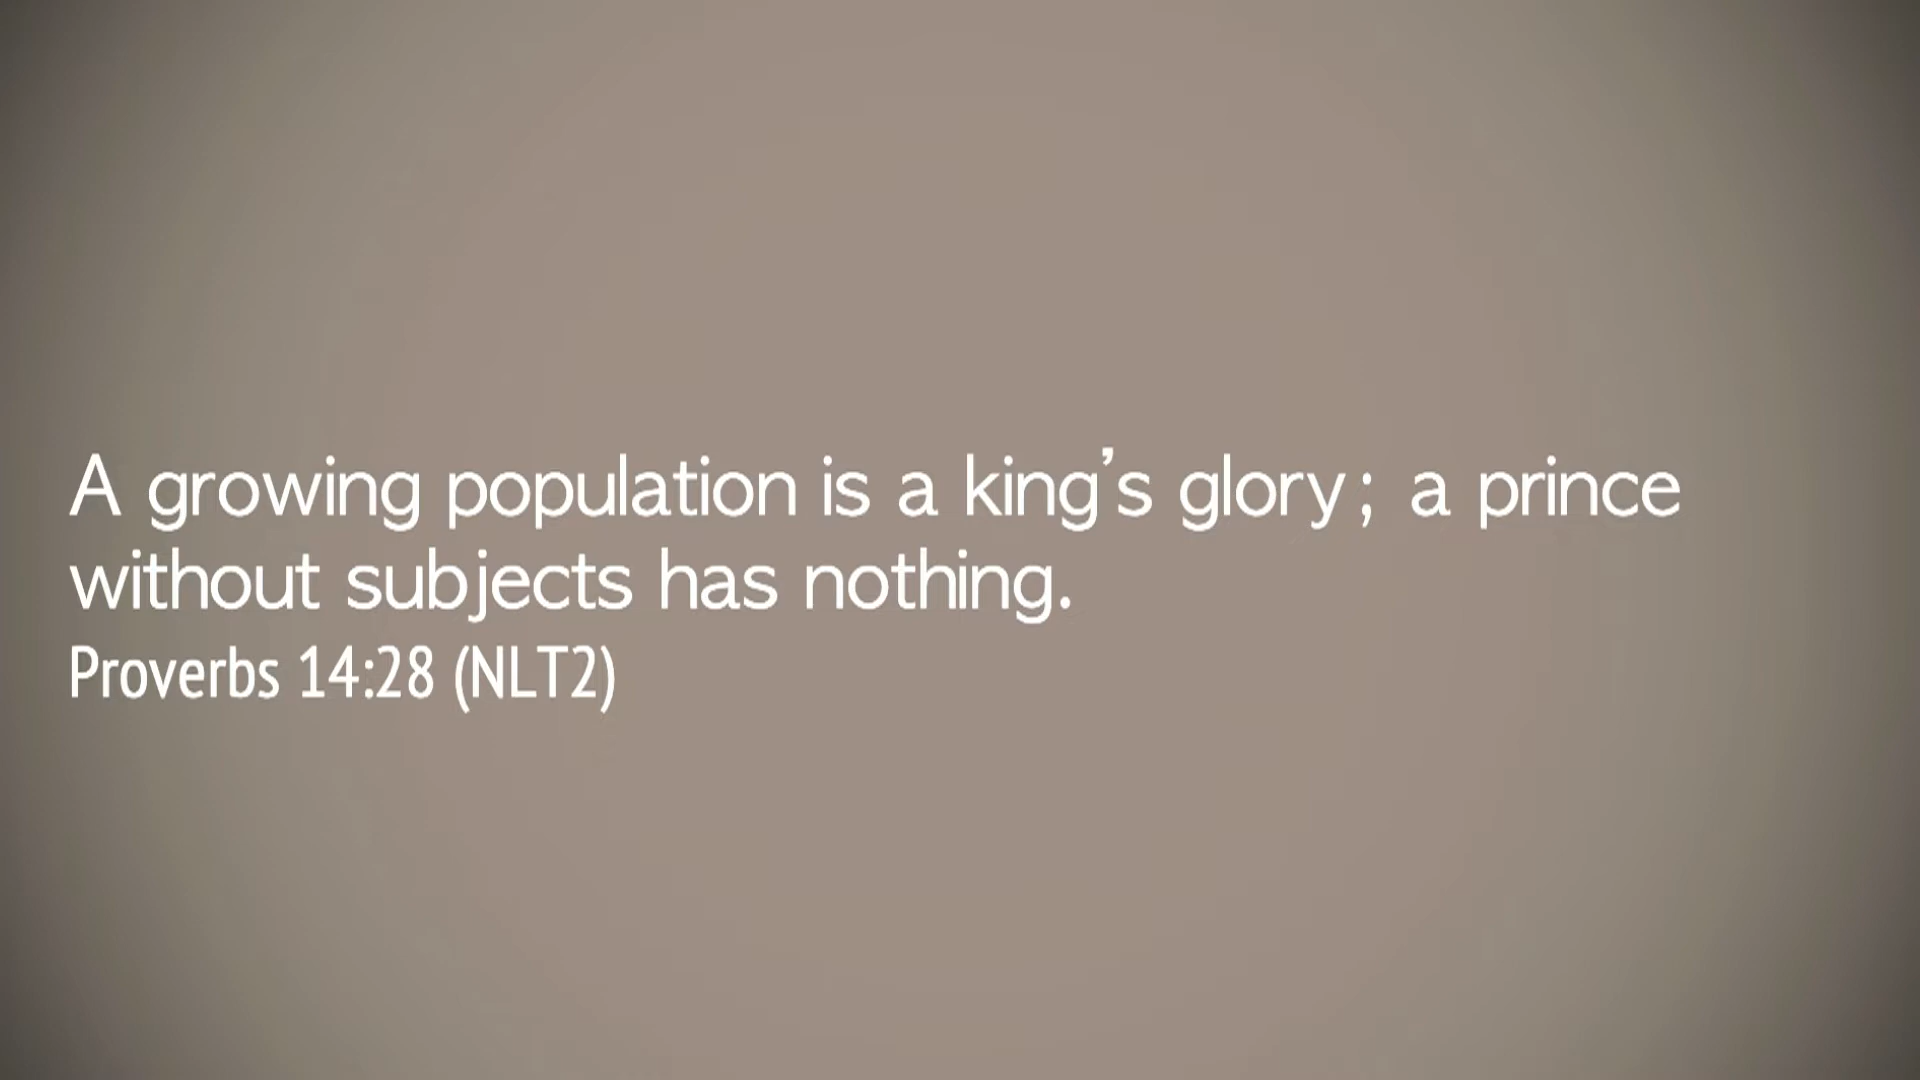 A growing population is a king’s glory; a prince
without subjects has nothing.
Proverbs 14:28 (NLT2)